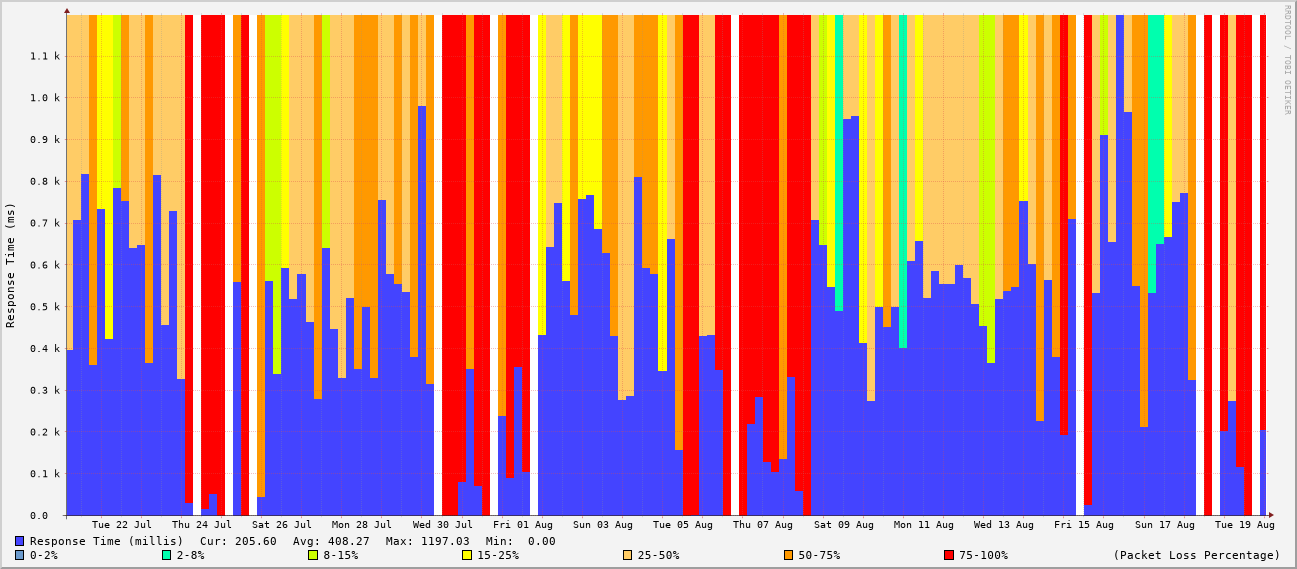 RRDTOOL / TOBI OETIKER
Response Time (ms)
1.1 k
1.0 k
0.9 k
0.8 k
0.7 k
0.6 k
0.5 k
0.4 k
0.3 k
0.2 k
0.1 k
0.0
Tue 22 Jul Thu 24 Jul Sat 26 Jul Mon 28 Jul Wed 30 Jul Fri 01 Aug Sun 03 Aug Tue 05 Aug Thu 07 Aug Sat 09 Aug Mon 11 Aug Wed 13 Aug Fri 15 Aug Sun 17 Aug Tue 19 Aug
Response Time (millis) Cur: 205.60 Avg: 408.27 Max: 1197.03 Min: 0.00
0-2% 2-8% 8-15% 15-25% 25-50% 50-75% 75-100% (Packet Loss Percentage)